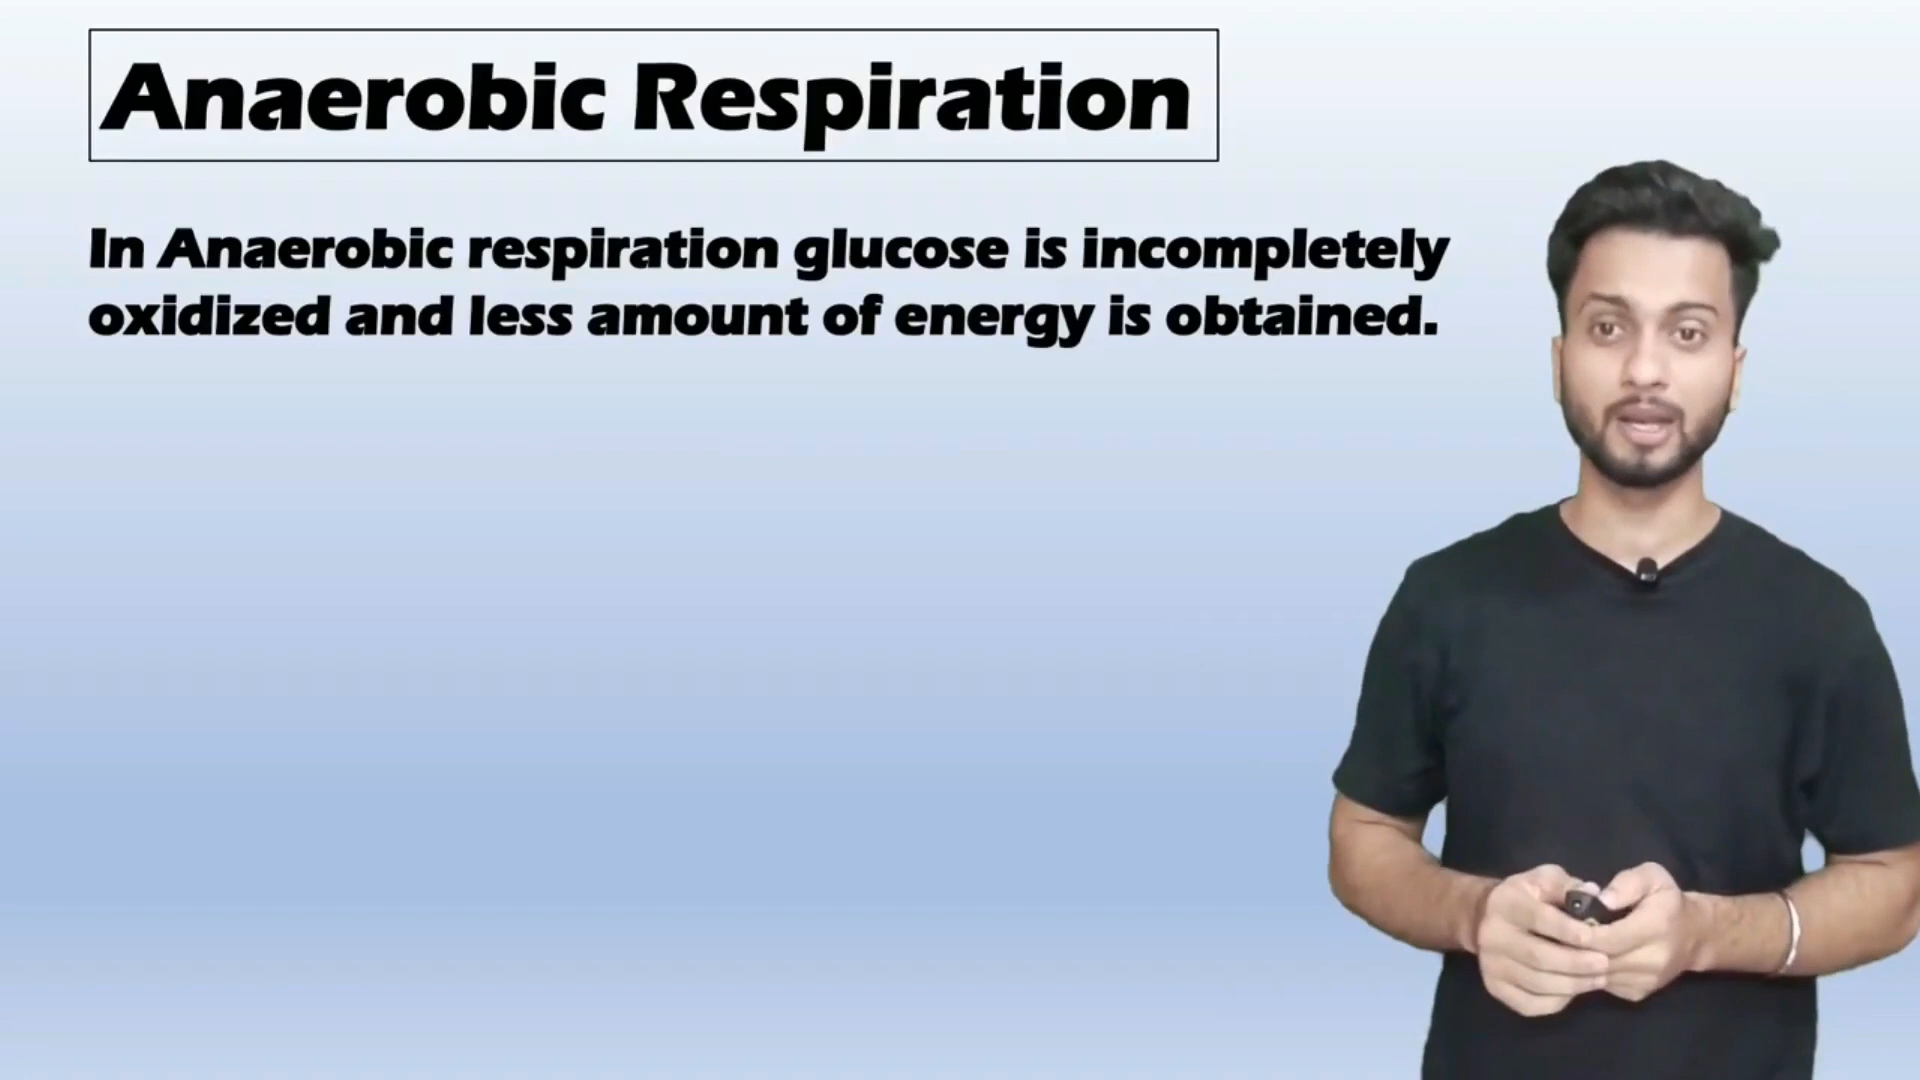 Anaerobic Respiration
In Anaerobic respiration glucose is incompletely
oxidized and less amount of energy is obtained.